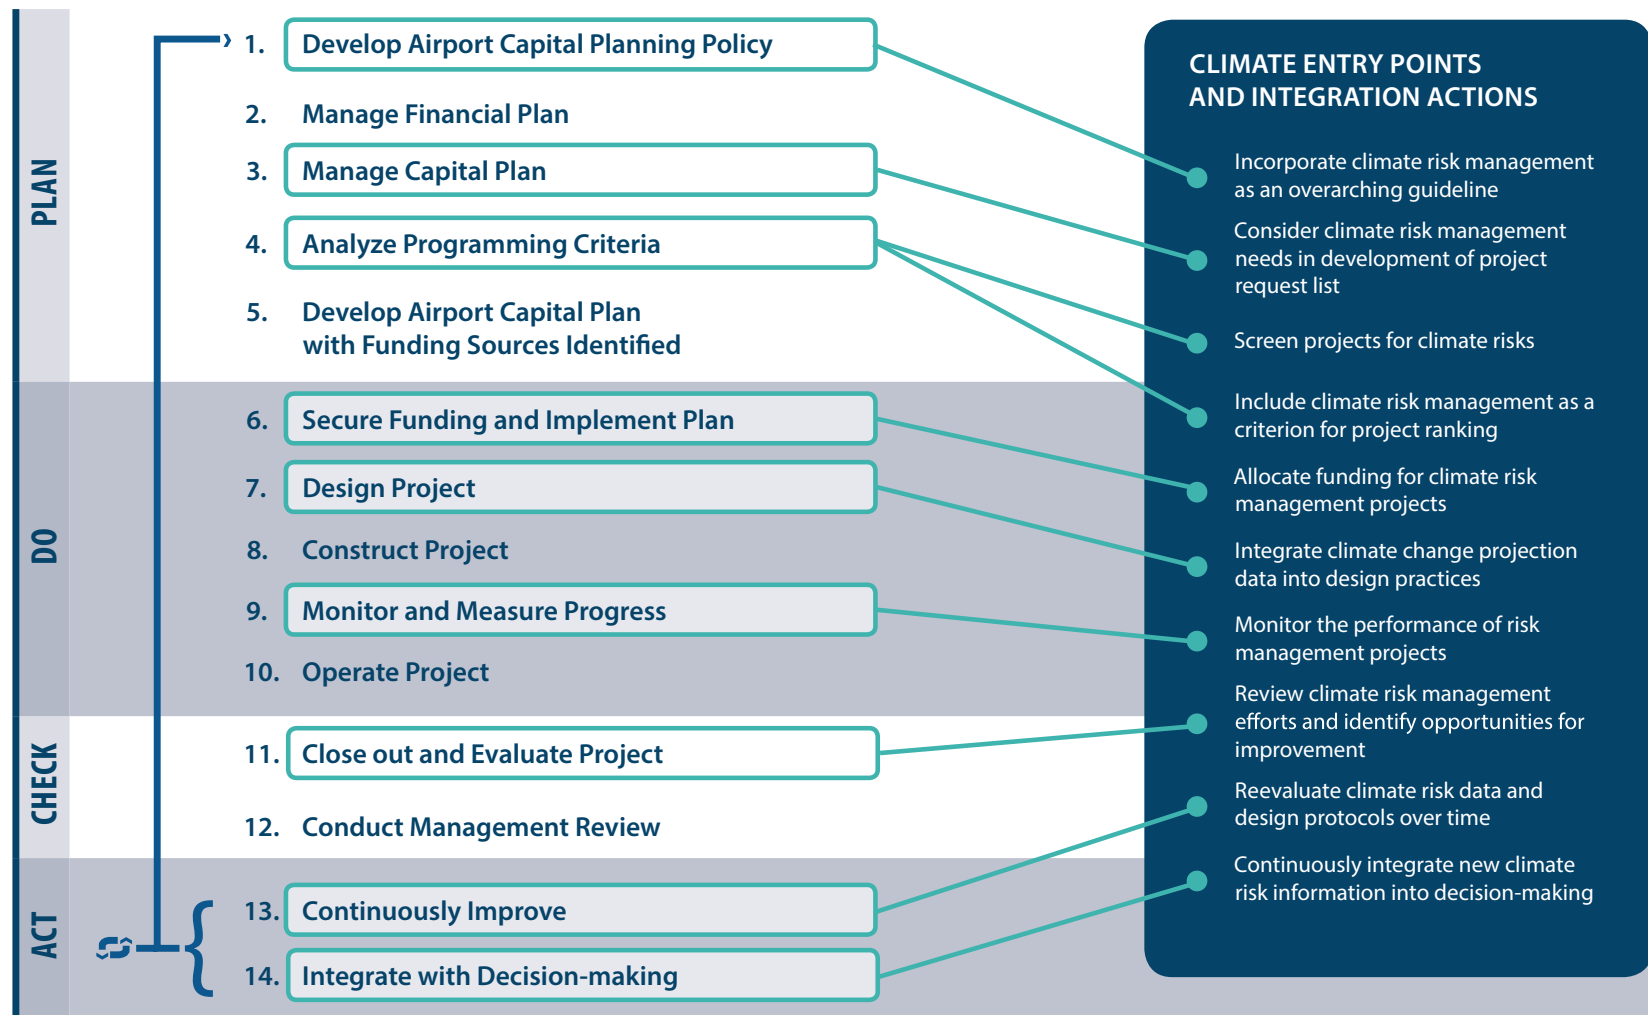 PLAN
1. Develop Airport Capital Planning Policy
2. Manage Financial Plan
3. Manage Capital Plan
4. Analyze Programming Criteria
5. Develop Airport Capital Plan
with Funding Sources Identified
DO
6. Secure Funding and Implement Plan
7. Design Project
8. Construct Project
9. Monitor and Measure Progress
10. Operate Project
CHECK
11. Close out and Evaluate Project
12. Conduct Management Review
ACT
13. Continuously Improve
14. Integrate with Decision-making
CLIMATE ENTRY POINTS
AND INTEGRATION ACTIONS
Incorporate climate risk management
as an overarching guideline
Consider climate risk management
needs in development of project
request list
Screen projects for climate risks
Include climate risk management as a
criterion for project ranking
Allocate funding for climate risk
management projects
Integrate climate change projection
data into design practices
Monitor the performance of risk
management projects
Review climate risk management
efforts and identify opportunities for
improvement
Reevaluate climate risk data and
design protocols over time
Continuously integrate new climate
risk information into decision-making